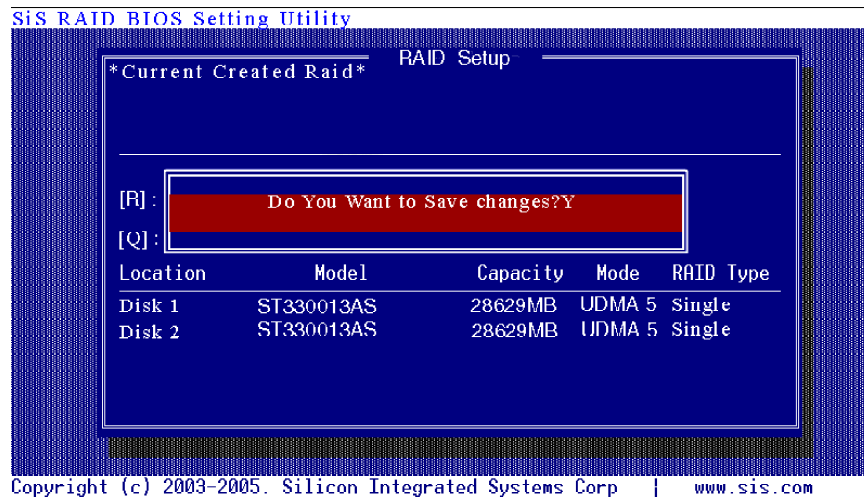 SiS RAID BIOS Setting Utility
RAID Setup
*Current Created Raid*
[R] :
Do You Want to Save changes?Y
[Q] :
Location Model Capacity Mode RAID Type
Disk 1 ST330013AS 28629MB UDMA 5 Single
Disk 2 ST330013AS 28629MB UDMA 5 Single
Copyright (c) 2003-2005. Silicon Integrated Systems Corp | www.sis.com